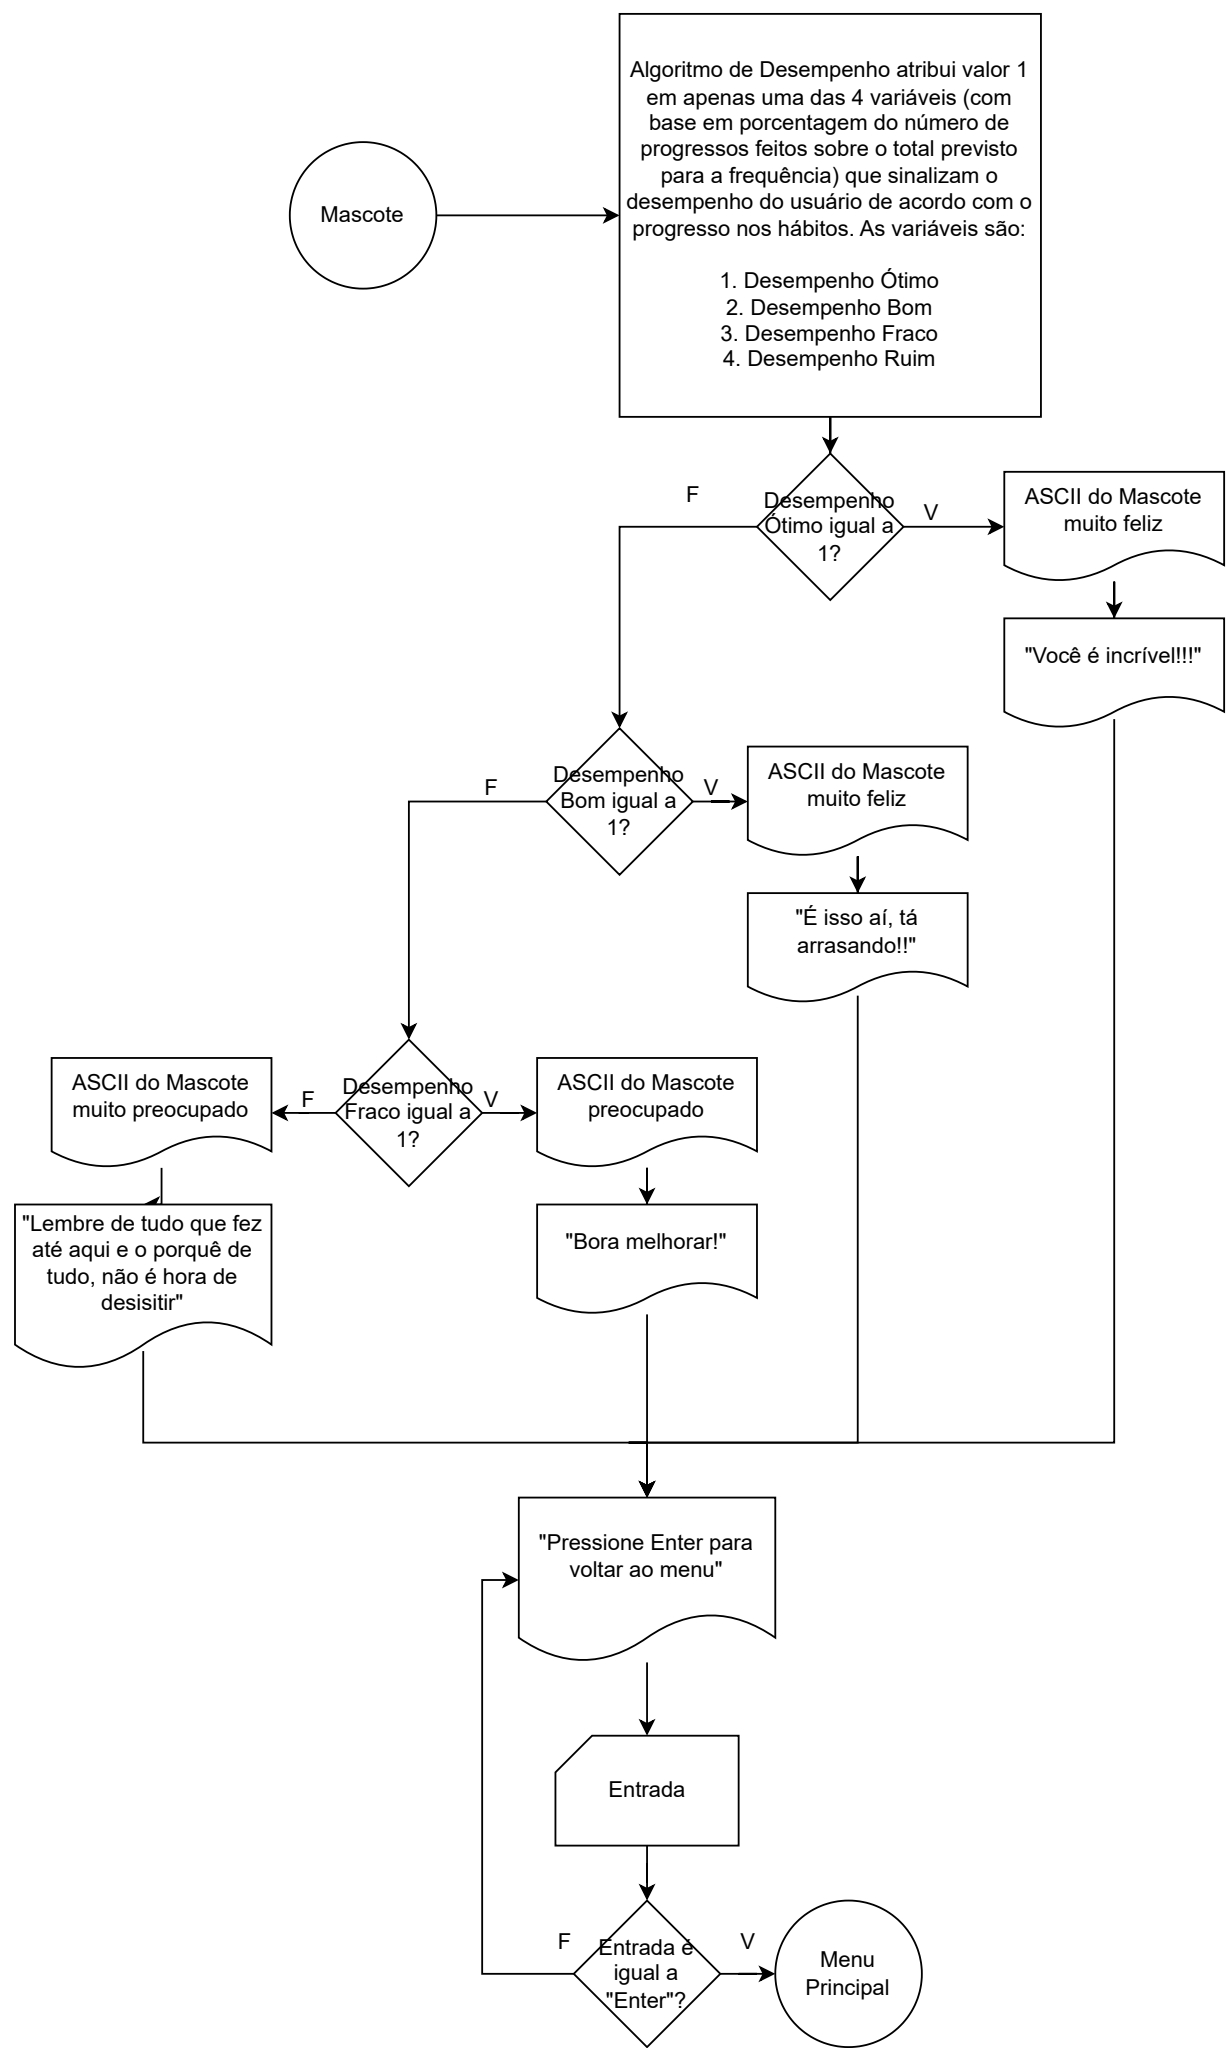 Algoritmo de Desempenho atribui valor 1
em apenas uma das 4 variáveis (com
base em porcentagem do número de
progressos feitos sobre o total previsto
para a frequência) que sinalizam o
desempenho do usuário de acordo com o
progresso nos hábitos. As variáveis são:
1. Desempenho Ótimo
2. Desempenho Bom
3. Desempenho Fraco
4. Desempenho Ruim
Mascote
F
Desempenho
Ótimo igual a
1?
V
ASCII do Mascote
muito feliz
"Você é incrível!!!"
F
Desempenho
Bom igual a
1?
V
ASCII do Mascote
muito feliz
"É isso aí, tá
arrasando!!"
ASCII do Mascote
muito preocupado
F
Desempenho
Fraco igual a
1?
V
ASCII do Mascote
preocupado
"Lembre de tudo que fez
até aqui e o porquê de
tudo, não é hora de
desisitir"
"Bora melhorar!"
"Pressione Enter para
voltar ao menu"
Entrada
F
Entrada é
igual a
"Enter"?
V
Menu
Principal